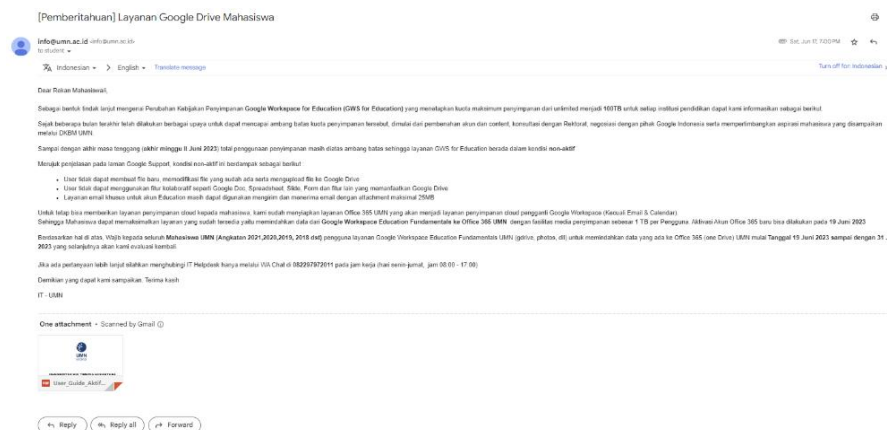 [Pemberitahuan] Layanan Google Drive Mahasiswa
info@umn.ac.id <info@umn.ac.id>
Sat, Jun 17, 7:00 PM
to student
Indonesian > English Translate message
Turn off for: Indonesian
Dear Rekan Mahasiswa/i,
Sebagai bentuk tindak lanjut mengenai Perubahan Kebijakan Penyimpanan Google Workspace for Education (GWS for Education) yang menetapkan kuota maksimum penyimpanan dari unlimited menjadi 100TB untuk setiap institusi pendidikan dapat kami informasikan sebagai berikut
Sejak beberapa bulan terakhir telah dilakukan berbagai upaya untuk dapat mencapai ambang batas kuota penyimpanan tersebut, dimulai dari pembersihan akun dan content, konsultasi dengan Rektorat, negosiasi dengan pihak Google Indonesia serta mempertimbangkan aspirasi mahasiswa yang disampaikan
melalui DKBM UMN.
Sampai dengan akhir masa tenggang (akhir minggu II Juni 2023) total penggunaan penyimpanan masih diatas ambang batas sehingga layanan GWS for Education berada dalam kondisi non-aktif
Merujuk penjelasan pada laman Google Support, kondisi non-aktif ini berdampak sebagai berikut
• User tidak dapat membuat file baru, memodifikasi file yang sudah ada serta mengupload file ke Google Drive
• User tidak dapat menggunakan fitur kolaboratif seperti Google Doc, Spreadsheet, Slide, Form dan fitur lain yang memanfaatkan Google Drive
• Layanan email khusus untuk akun Education masih dapat digunakan mengirim dan menerima email dengan attachment maksimal 25MB
Untuk tetap bisa memberikan layanan penyimpanan cloud kepada mahasiswa, kami sudah menyiapkan layanan Office 365 UMN yang akan menjadi layanan penyimpanan cloud pengganti Google Workspace (Kecuali Email & Calendar)
Sehingga Mahasiswa dapat memaksimalkan layanan yang sudah tersedia yaitu memindahkan data dari Google Workspace Education Fundamentals ke Office 365 UMN dengan fasilitas media penyimpanan sebesar 1 TB per Pengguna. Aktivasi Akun Office 365 baru bisa dilakukan pada 19 Juni 2023
Berdasarkan hal di atas, Wajib kepada seluruh Mahasiswa UMN (Angkatan 2021,2020,2019, 2018 dst) pengguna layanan Google Workspace Education Fundamentals UMN (gdrive, photos, dll) untuk memindahkan data yang ada ke Office 365 (one Drive) UMN mulai Tanggal 19 Juni 2023 sampai dengan 31
2023 yang selanjutnya akan kami evaluasi kembali.
Jika ada pertanyaan lebih lanjut silahkan menghubungi IT Helpdesk hanya melalui WA Chat di 082297972011 pada jam kerja (hari senin-jumat, jam 08:00 - 17:00)
Demikian yang dapat kami sampaikan. Terima kasih
IT - UMN
One attachment • Scanned by Gmail
UMN
User_Guide_Aktif...
Reply Reply all Forward